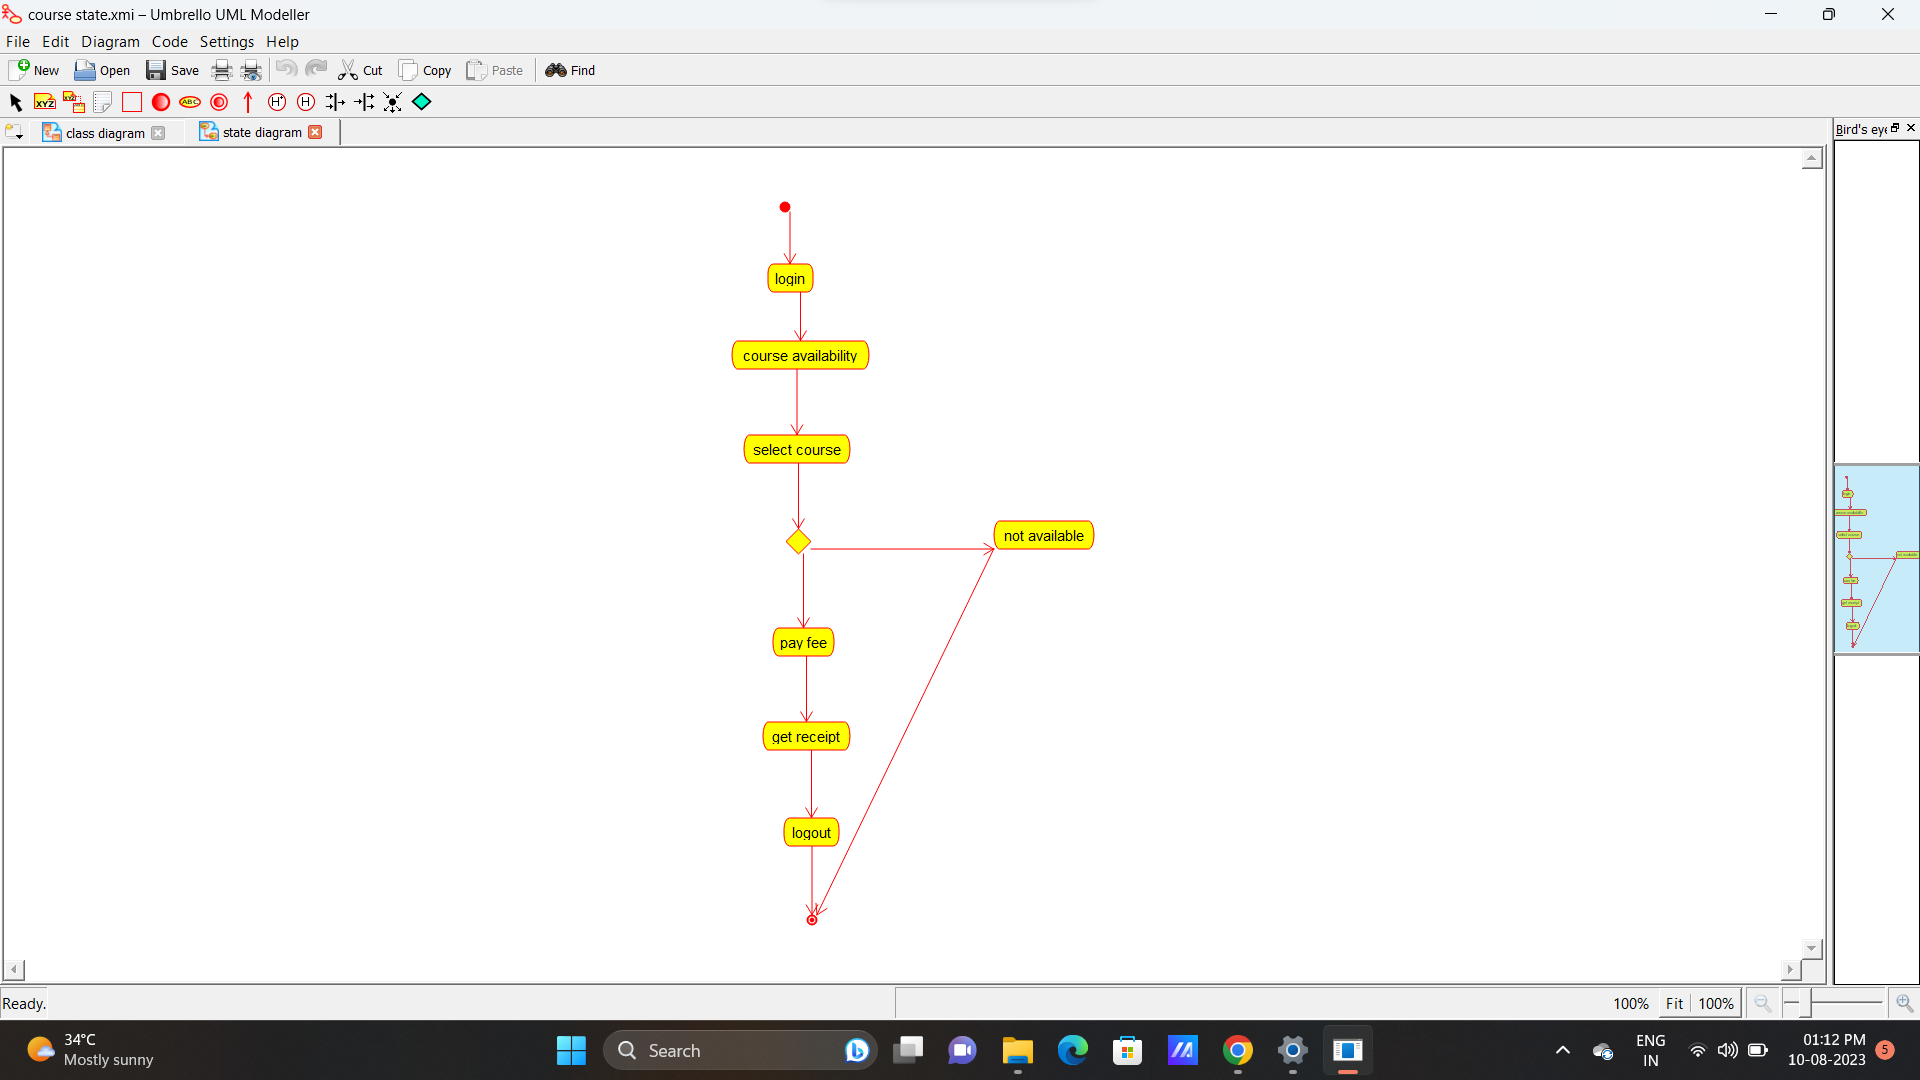 course state.xmi – Umbrello UML Modeller
File Edit Diagram Code Settings Help
New Open Save Cut Copy Paste Find
XYZ XYZ ABC H* H
class diagram state diagram
Bird's eye
login
course availability
select course
not available
pay fee
get receipt
logout
Ready.
100% Fit 100%
34°C
Mostly sunny
Search
ENG
IN
01:12 PM
10-08-2023
5